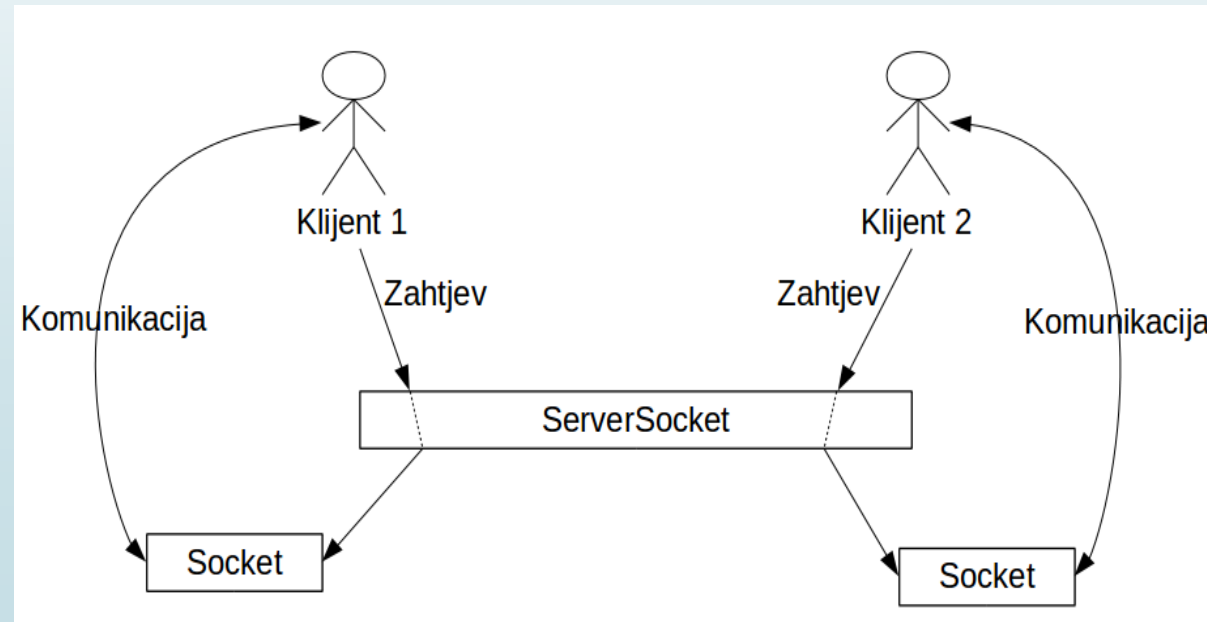 Klijent 1
Klijent 2
Zahtjev
Zahtjev
Komunikacija
Komunikacija
ServerSocket
Socket
Socket